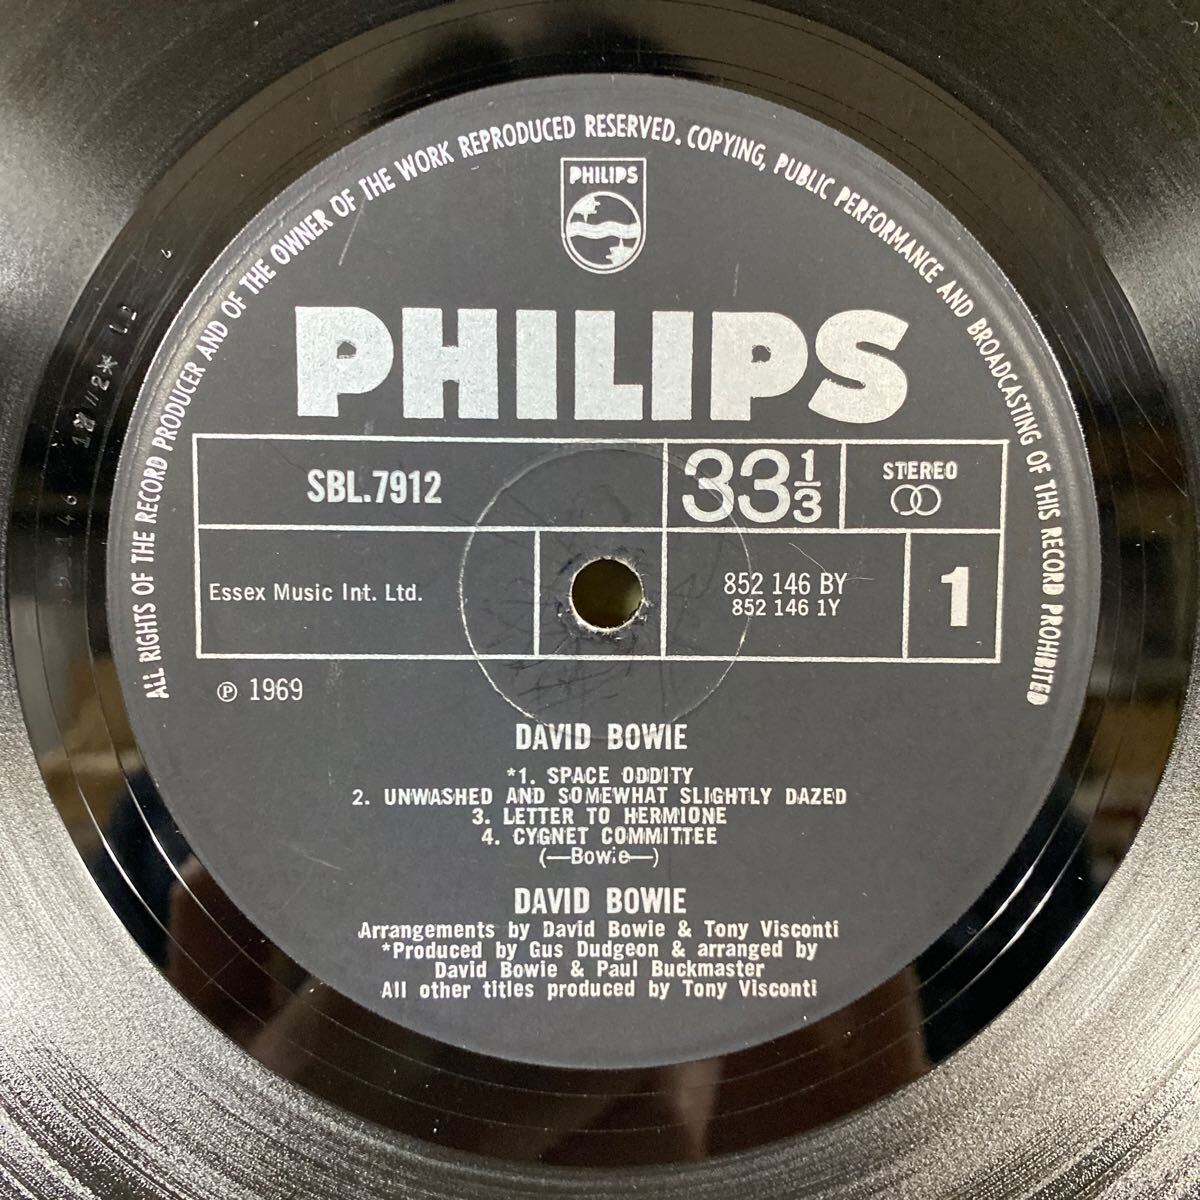 ALL RIGHTS OF THE RECORD PRODUCER AND OF THE OWNER OF THE WORK REPRODUCED RESERVED. COPYING, PUBLIC PERFORMANCE AND BROADCASTING OF THIS RECORD PROHIBITED
PHILIPS
PHILIPS
SBL.7912
33 1/3
STEREO
Essex Music Int. Ltd.
852 146 BY
852 146 1Y
1
℗ 1969
DAVID BOWIE
*1. SPACE ODDITY
2. UNWASHED AND SOMEWHAT SLIGHTLY DAZED
3. LETTER TO HERMIONE
4. CYGNET COMMITTEE
(—Bowie—)
DAVID BOWIE
Arrangements by David Bowie & Tony Visconti
*Produced by Gus Dudgeon & arranged by
David Bowie & Paul Buckmaster
All other titles produced by Tony Visconti